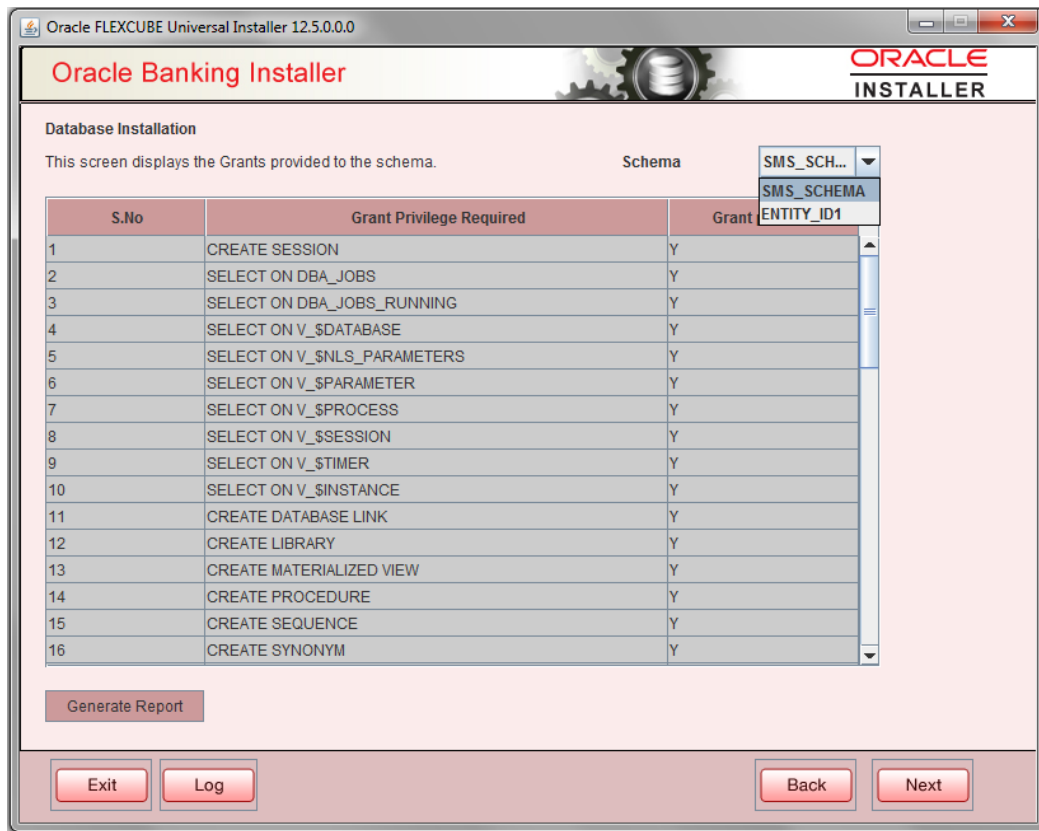 Oracle FLEXCUBE Universal Installer 12.5.0.0.0
Oracle Banking Installer
ORACLE
INSTALLER
Database Installation
This screen displays the Grants provided to the schema.
Schema
SMS_SCH...
SMS_SCHEMA
ENTITY_ID1
S.No Grant Privilege Required Grant
1 CREATE SESSION Y
2 SELECT ON DBA_JOBS Y
3 SELECT ON DBA_JOBS_RUNNING Y
4 SELECT ON V_$DATABASE Y
5 SELECT ON V_$NLS_PARAMETERS Y
6 SELECT ON V_$PARAMETER Y
7 SELECT ON V_$PROCESS Y
8 SELECT ON V_$SESSION Y
9 SELECT ON V_$TIMER Y
10 SELECT ON V_$INSTANCE Y
11 CREATE DATABASE LINK Y
12 CREATE LIBRARY Y
13 CREATE MATERIALIZED VIEW Y
14 CREATE PROCEDURE Y
15 CREATE SEQUENCE Y
16 CREATE SYNONYM Y
Generate Report
Exit Log Back Next